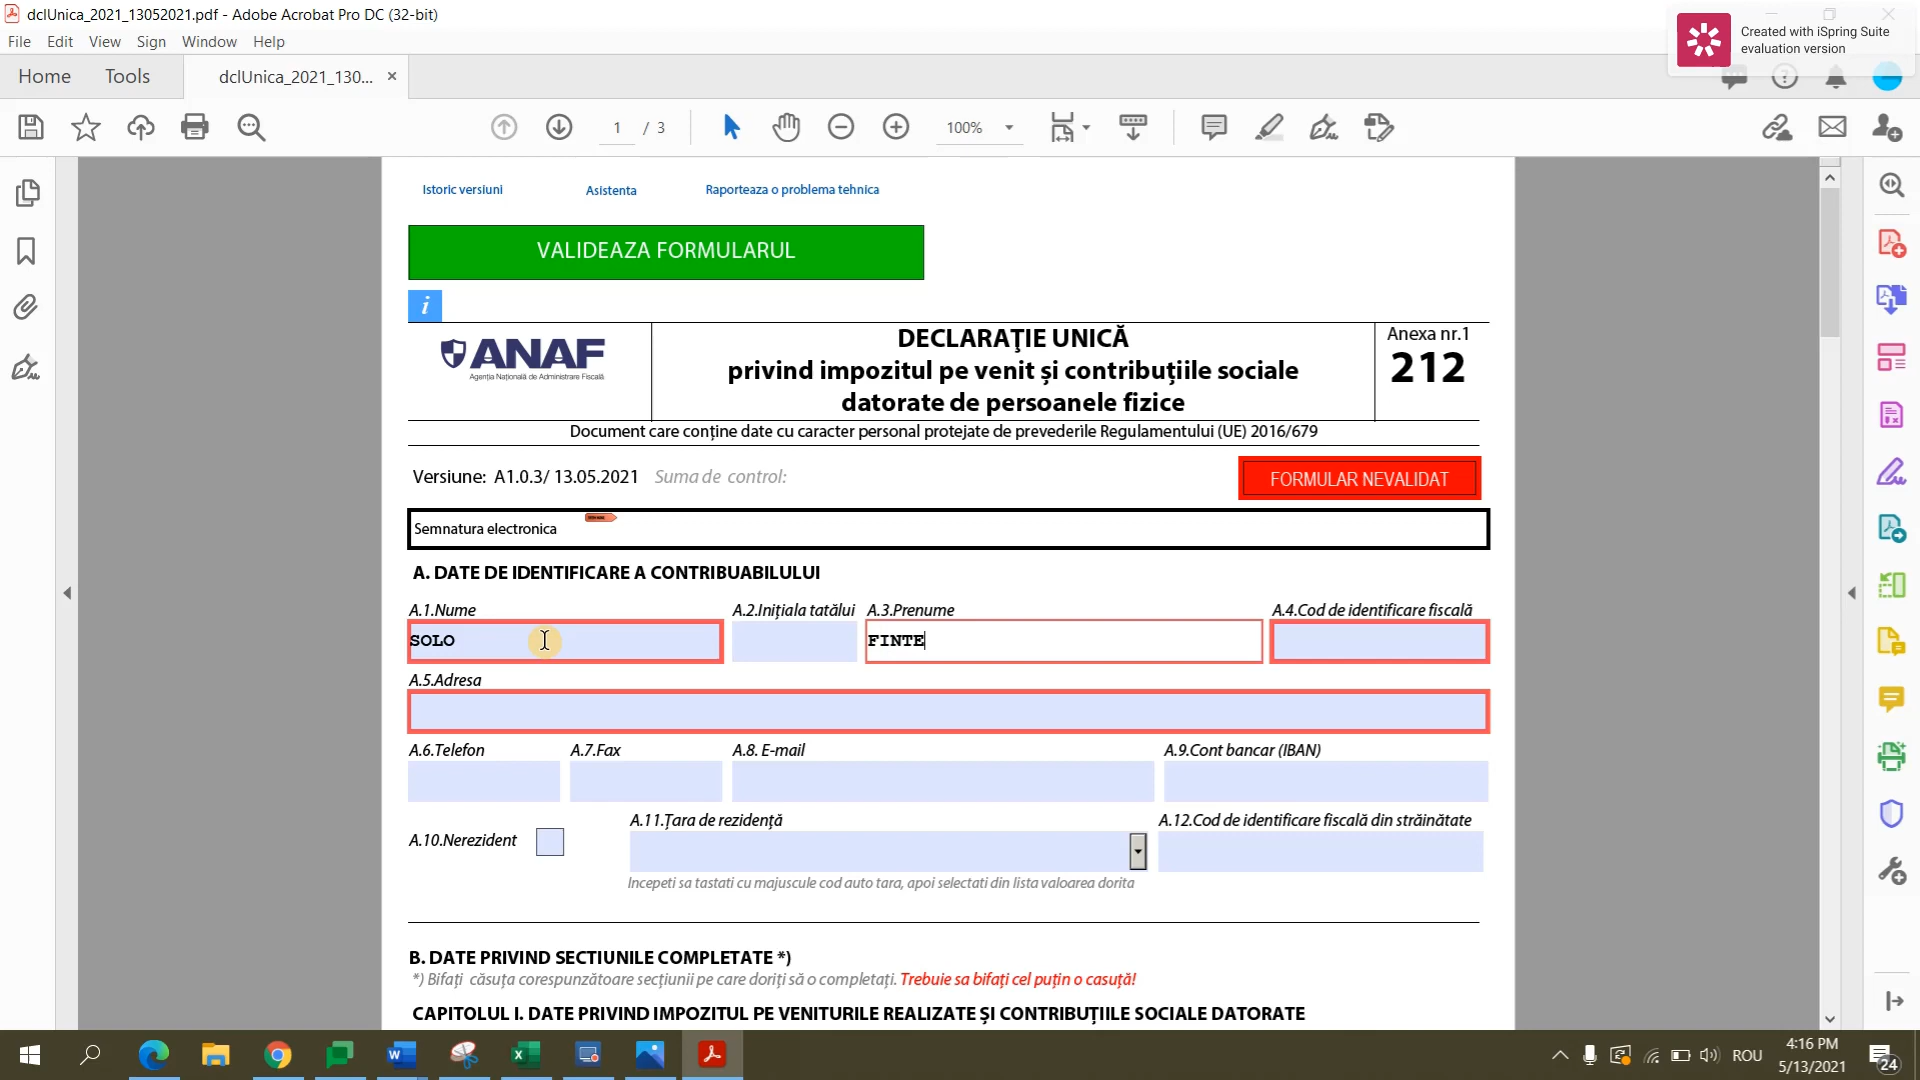 dclUnica_2021_13052021.pdf - Adobe Acrobat Pro DC (32-bit)
Created with iSpring Suite
evaluation version
File Edit View Sign Window Help
Home Tools dclUnica_2021_130... ×
1 / 3 100%
Istoric versiuni Asistenta Raporteaza o problema tehnica
VALIDEAZA FORMULARUL
i
ANAF
Agenția Națională de Administrare Fiscală
DECLARAŢIE UNICĂ
privind impozitul pe venit și contribuțiile sociale
datorate de persoanele fizice
Anexa nr.1
212
Document care conține date cu caracter personal protejate de prevederile Regulamentului (UE) 2016/679
Versiune: A1.0.3/ 13.05.2021 Suma de control:
FORMULAR NEVALIDAT
Semnatura electronica
A. DATE DE IDENTIFICARE A CONTRIBUABILULUI
A.1.Nume A.2.Inițiala tatălui A.3.Prenume A.4.Cod de identificare fiscală
SOLO FINTE
A.5.Adresa
A.6.Telefon A.7.Fax A.8. E-mail A.9.Cont bancar (IBAN)
A.10.Nerezident A.11.Țara de rezidență A.12.Cod de identificare fiscală din străinătate
Incepeti sa tastati cu majuscule cod auto tara, apoi selectati din lista valoarea dorita
B. DATE PRIVIND SECTIUNILE COMPLETATE *)
*) Bifați căsuța corespunzătoare secțiunii pe care doriți să o completați. Trebuie sa bifați cel puțin o casuță!
CAPITOLUL I. DATE PRIVIND IMPOZITUL PE VENITURILE REALIZATE ȘI CONTRIBUȚIILE SOCIALE DATORATE
ROU
4:16 PM
5/13/2021
24